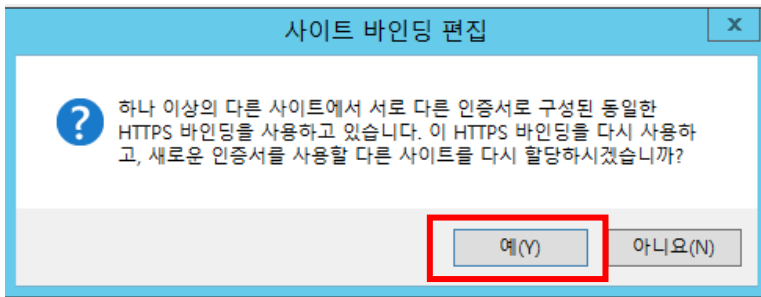 사이트 바인딩 편집
x
?
하나 이상의 다른 사이트에서 서로 다른 인증서로 구성된 동일한
HTTPS 바인딩을 사용하고 있습니다. 이 HTTPS 바인딩을 다시 사용하
고, 새로운 인증서를 사용할 다른 사이트를 다시 할당하시겠습니까?
예(Y)
아니요(N)